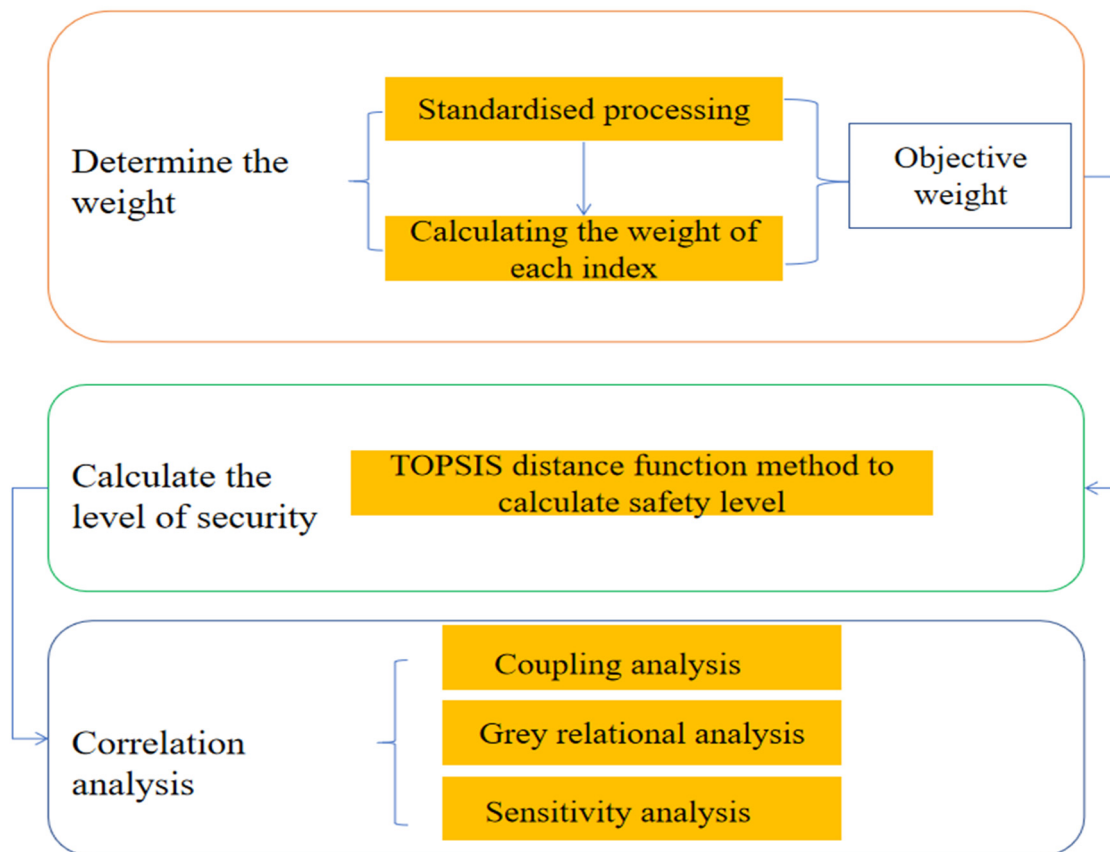 Standardised processing
Determine the
weight
Objective
weight
Calculating the weight of
each index
Calculate the
level of security
TOPSIS distance function method to
calculate safety level
Correlation
analysis
Coupling analysis
Grey relational analysis
Sensitivity analysis